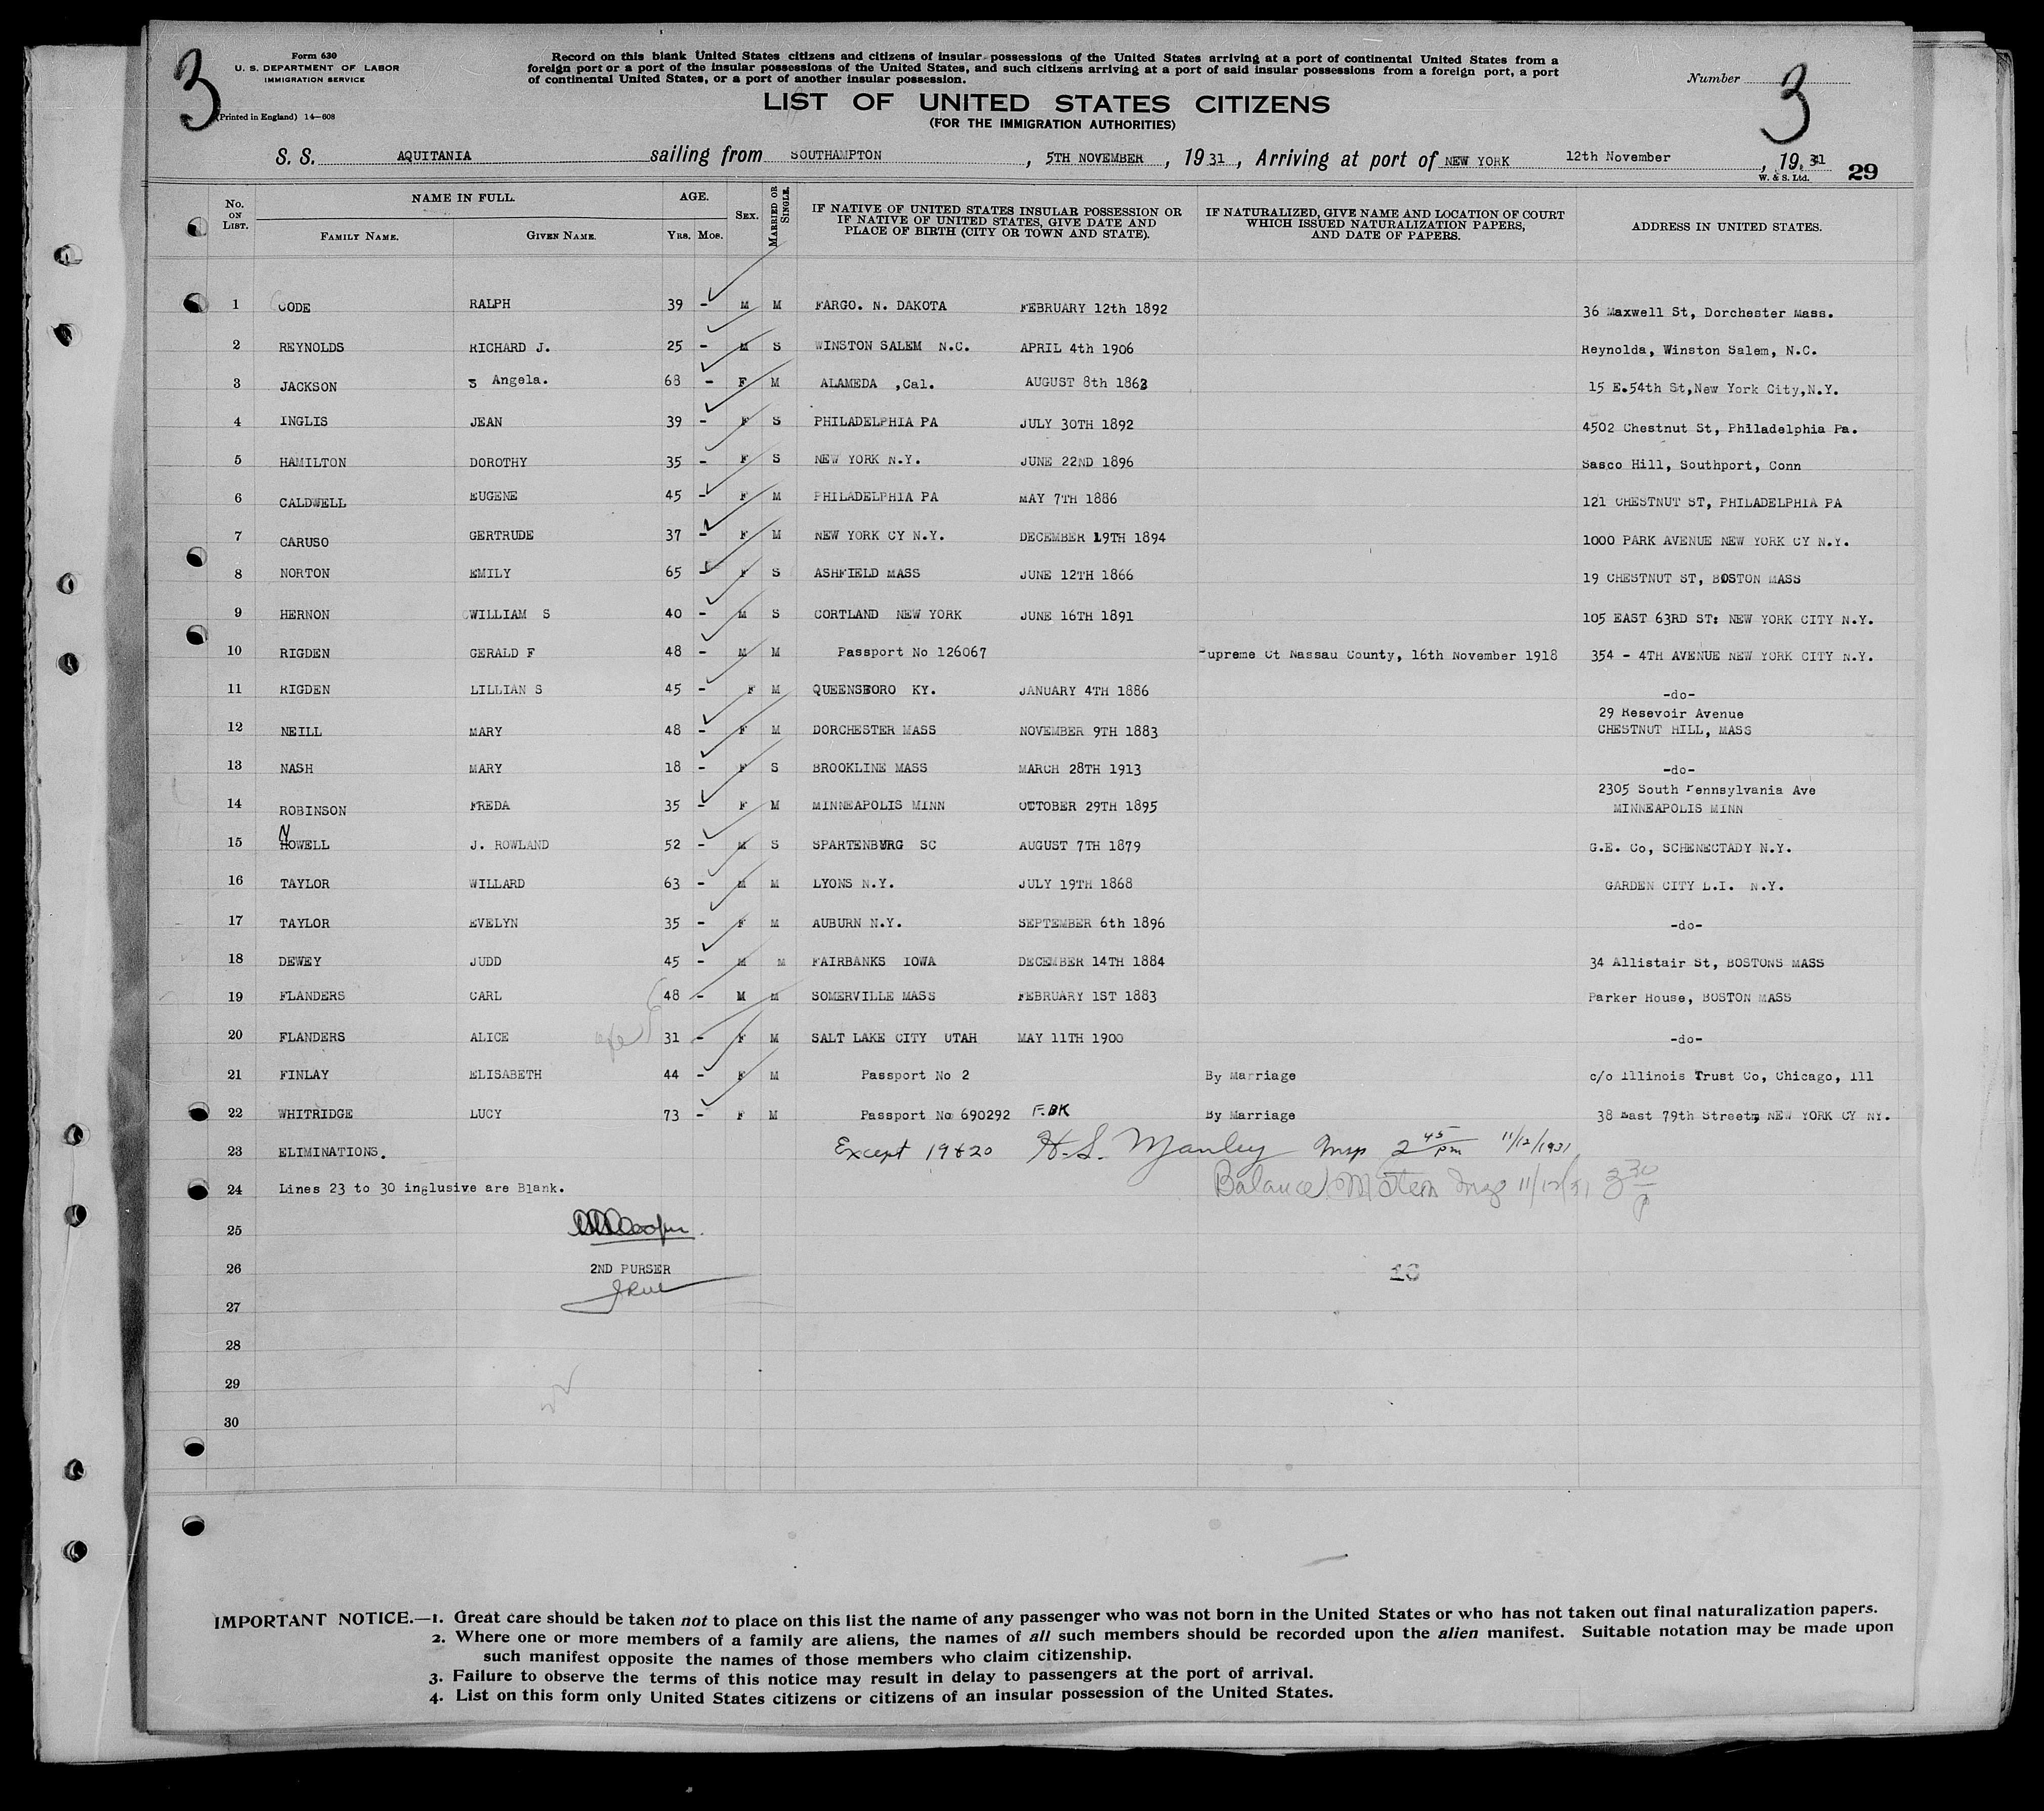 3
Form 630
U. S. DEPARTMENT OF LABOR
IMMIGRATION SERVICE
(Printed in England) 14—608
Record on this blank United States citizens and citizens of insular possessions of the United States arriving at a port of continental United States from a
foreign port or a port of the insular possessions of the United States, and such citizens arriving at a port of said insular possessions from a foreign port, a port
of continental United States, or a port of another insular possession.
Number 3
LIST OF UNITED STATES CITIZENS
(FOR THE IMMIGRATION AUTHORITIES)
S. S. AQUITANIA sailing from SOUTHAMPTON, 5TH NOVEMBER, 1931, Arriving at port of NEW YORK 12th November, 19.31
W. & S. Ltd. 29
No. ON LIST. NAME IN FULL. FAMILY NAME. GIVEN NAME. AGE. YRS. MOS. SEX. MARRIED OR SINGLE. IF NATIVE OF UNITED STATES INSULAR POSSESSION OR IF NATIVE OF UNITED STATES, GIVE DATE AND PLACE OF BIRTH (CITY OR TOWN AND STATE). IF NATURALIZED, GIVE NAME AND LOCATION OF COURT WHICH ISSUED NATURALIZATION PAPERS, AND DATE OF PAPERS. ADDRESS IN UNITED STATES.
1 CODE RALPH 39 - M M FARGO. N. DAKOTA FEBRUARY 12th 1892 36 Maxwell St, Dorchester Mass.
2 REYNOLDS RICHARD J. 25 - M S WINSTON SALEM N.C. APRIL 4th 1906 Reynolda, Winston Salem, N.C.
3 JACKSON Angela. 68 - F M ALAMEDA ,Cal. AUGUST 8th 1863 15 E.54th St,New York City,N.Y.
4 INGLIS JEAN 39 - F S PHILADELPHIA PA JULY 30TH 1892 4502 Chestnut St, Philadelphia Pa.
5 HAMILTON DOROTHY 35 - F S NEW YORK N.Y. JUNE 22ND 1896 Sasco Hill, Southport, Conn
6 CALDWELL EUGENE 45 - F M PHILADELPHIA PA MAY 7TH 1886 121 CHESTNUT ST, PHILADELPHIA PA
7 CARUSO GERTRUDE 37 - F M NEW YORK CY N.Y. DECEMBER 19TH 1894 1000 PARK AVENUE NEW YORK CY N.Y.
8 NORTON EMILY 65 - F S ASHFIELD MASS JUNE 12TH 1866 19 CHESTNUT ST, BOSTON MASS
9 HERNON WILLIAM S 40 - M S CORTLAND NEW YORK JUNE 16TH 1891 105 EAST 63RD ST: NEW YORK CITY N.Y.
10 RIGDEN GERALD F 48 - M M Passport No 126067 Supreme Ct Nassau County, 16th November 1918 354 - 4TH AVENUE NEW YORK CITY N.Y.
11 RIGDEN LILLIAN S 45 - F M QUEENSBORO KY. JANUARY 4TH 1886 -do-
12 NEILL MARY 48 - F M DORCHESTER MASS NOVEMBER 9TH 1883 29 Resevoir Avenue CHESTNUT HILL, MASS
13 NASH MARY 18 - F S BROOKLINE MASS MARCH 28TH 1913 -do-
14 ROBINSON FREDA 35 - F M MINNEAPOLIS MINN OCTOBER 29TH 1895 2305 South Pennsylvania Ave MINNEAPOLIS MINN
15 NOWELL J. ROWLAND 52 - M S SPARTENBURG SC AUGUST 7TH 1879 G.E. Co, SCHENECTADY N.Y.
16 TAYLOR WILLARD 63 - M M LYONS N.Y. JULY 19TH 1868 GARDEN CITY L.I. N.Y.
17 TAYLOR EVELYN 35 - F M AUBURN N.Y. SEPTEMBER 6th 1896 -do-
18 DEWEY JUDD 45 - M M FAIRBANKS IOWA DECEMBER 14TH 1884 34 Allistair St, BOSTONS MASS
19 FLANDERS CARL 48 - M M SOMERVILLE MASS FEBRUARY 1ST 1883 Parker House, BOSTON MASS
20 FLANDERS ALICE 31 - F M SALT LAKE CITY UTAH MAY 11TH 1900 -do-
21 FINLAY ELISABETH 44 - F M Passport No 2 By Marriage c/o Illinois Trust Co, Chicago, Ill
22 WHITRIDGE LUCY 73 - F M Passport No 690292 F.BK By Marriage 38 East 79th Street, NEW YORK CY NY.
23 ELIMINATIONS. Except 19 & 20 H.S. Manley Insp 2 45 pm 11/12/1931
24 Lines 23 to 30 inclusive are Blank. Balance M Stern Insp 11/12/31 3 30 p
25
26 2ND PURSER 16
27
28
29
30
IMPORTANT NOTICE.—1. Great care should be taken not to place on this list the name of any passenger who was not born in the United States or who has not taken out final naturalization papers.
2. Where one or more members of a family are aliens, the names of all such members should be recorded upon the alien manifest. Suitable notation may be made upon
such manifest opposite the names of those members who claim citizenship.
3. Failure to observe the terms of this notice may result in delay to passengers at the port of arrival.
4. List on this form only United States citizens or citizens of an insular possession of the United States.